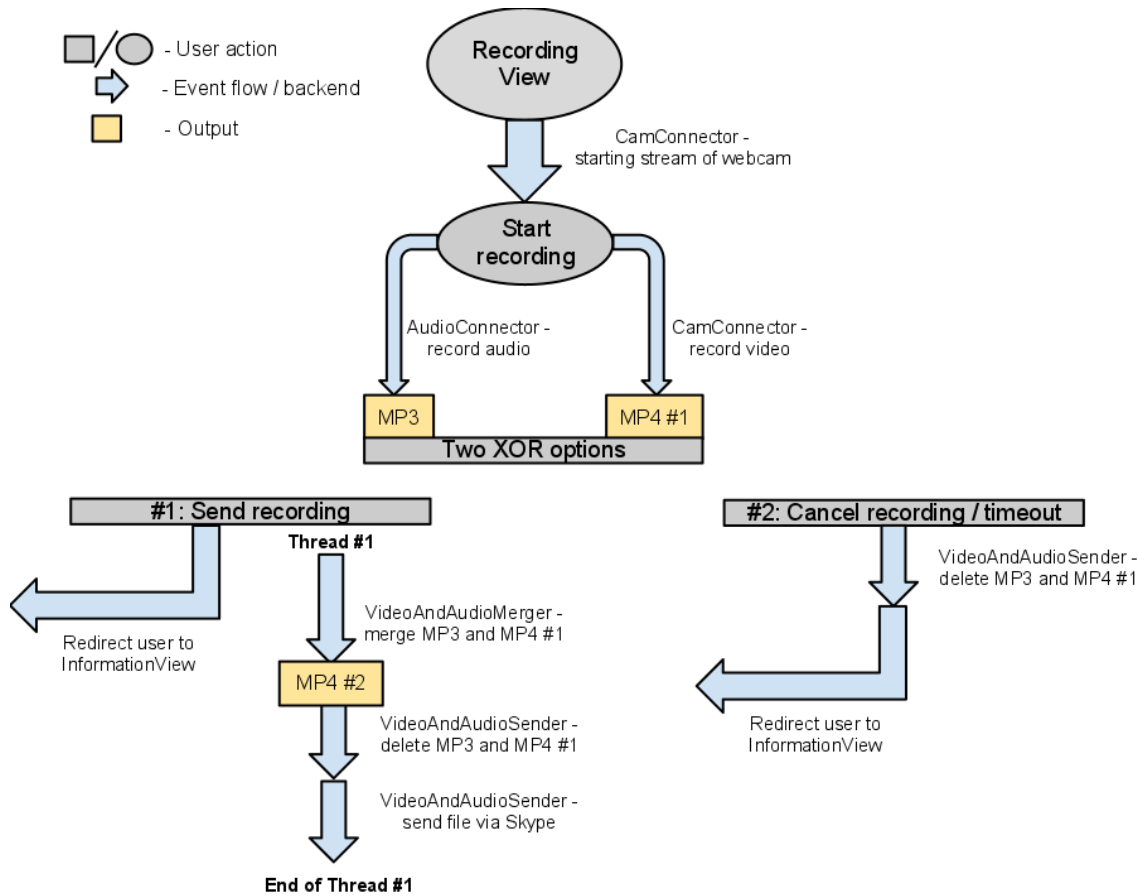 - User action
- Event flow / backend
- Output
Recording
View
CamConnector -
starting stream of webcam
Start
recording
AudioConnector -
record audio
CamConnector -
record video
MP3
MP4 #1
Two XOR options
#1: Send recording
#2: Cancel recording / timeout
Thread #1
VideoAndAudioMerger -
merge MP3 and MP4 #1
Redirect user to
InformationView
MP4 #2
VideoAndAudioSender -
delete MP3 and MP4 #1
VideoAndAudioSender -
send file via Skype
End of Thread #1
VideoAndAudioSender -
delete MP3 and MP4 #1
Redirect user to
InformationView